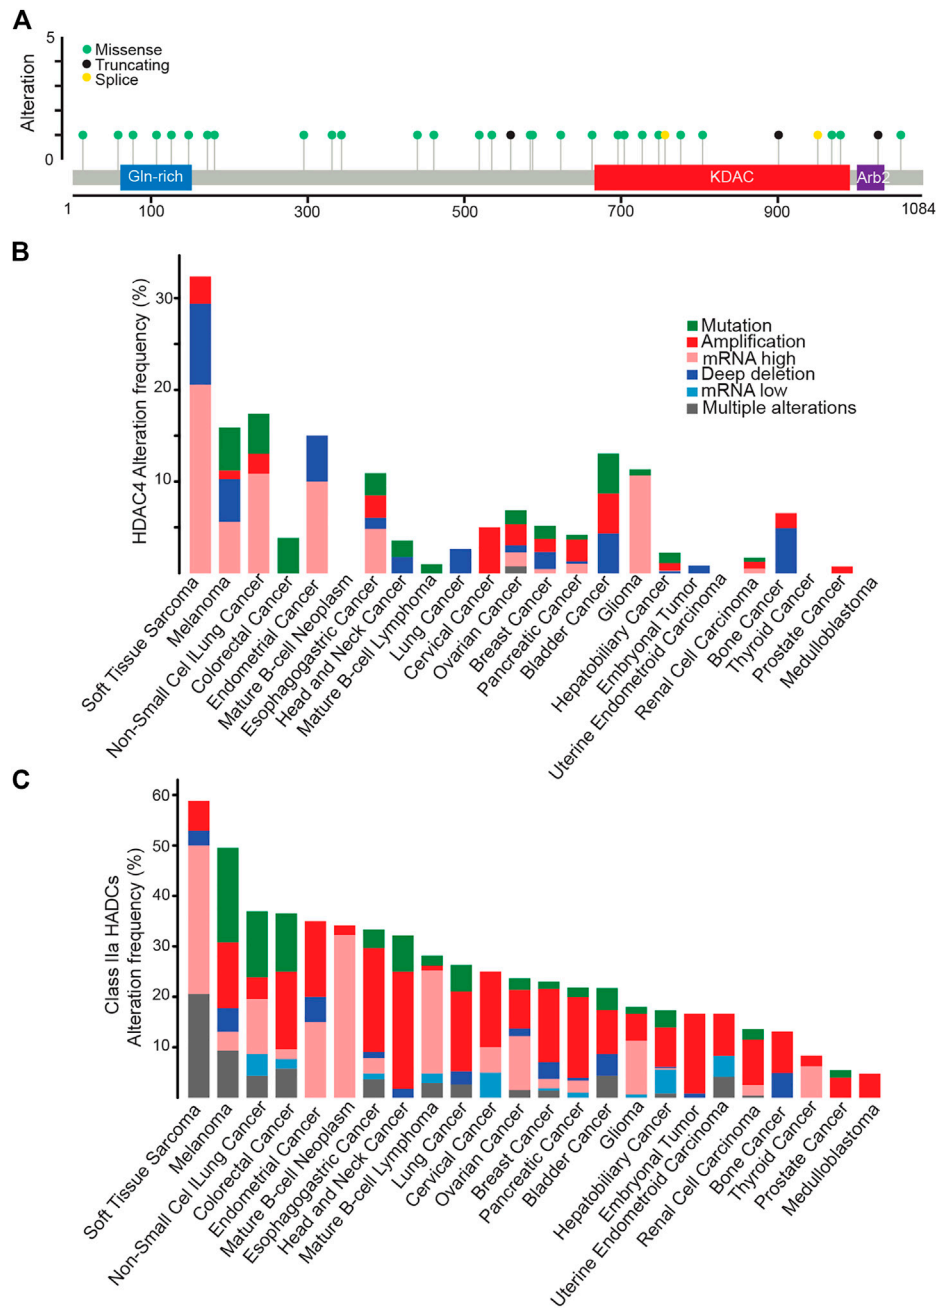 A
5
Missense
Truncating
Splice
Alteration
0
Gln-rich
KDAC
Arb2
1
100
300
500
700
900
1084
B
HDAC4 Alteration frequency (%)
30
20
10
Mutation
Amplification
mRNA high
Deep deletion
mRNA low
Multiple alterations
Soft Tissue Sarcoma
Melanoma
Non-Small Cel lLung Cancer
Colorectal Cancer
Endometrial Cancer
Mature B-cell Neoplasm
Esophagogastric Cancer
Head and Neck Cancer
Mature B-cell Lymphoma
Lung Cancer
Cervical Cancer
Ovarian Cancer
Breast Cancer
Pancreatic Cancer
Bladder Cancer
Glioma
Hepatobiliary Cancer
Embryonal Tumor
Uterine Endometroid Carcinoma
Renal Cell Carcinoma
Bone Cancer
Thyroid Cancer
Prostate Cancer
Medulloblastoma
C
Class IIa HADCs
Alteration frequency (%)
60
50
40
30
20
10
Soft Tissue Sarcoma
Melanoma
Non-Small Cel lLung Cancer
Colorectal Cancer
Endometrial Cancer
Mature B-cell Neoplasm
Esophagogastric Cancer
Head and Neck Cancer
Mature B-cell Lymphoma
Lung Cancer
Cervical Cancer
Ovarian Cancer
Breast Cancer
Pancreatic Cancer
Bladder Cancer
Glioma
Hepatobiliary Cancer
Embryonal Tumor
Uterine Endometroid Carcinoma
Renal Cell Carcinoma
Bone Cancer
Thyroid Cancer
Prostate Cancer
Medulloblastoma